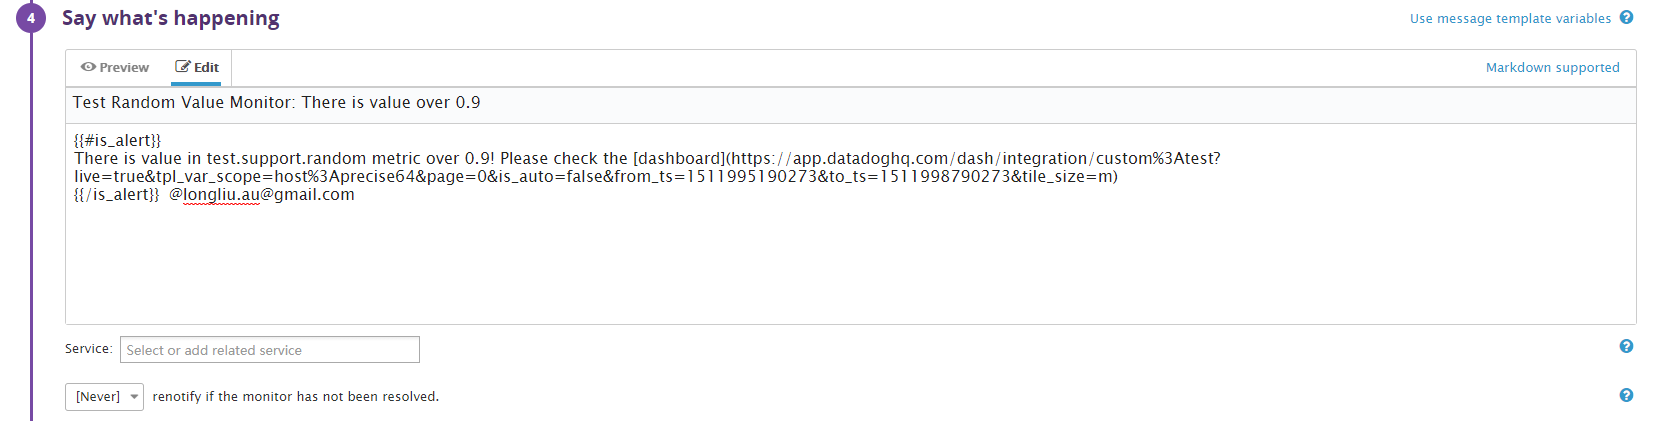 4 Say what's happening
Use message template variables ?
Preview Edit
Markdown supported
Test Random Value Monitor: There is value over 0.9
{{#is_alert}}
There is value in test.support.random metric over 0.9! Please check the [dashboard](https://app.datadoghq.com/dash/integration/custom%3Atest?
live=true&tpl_var_scope=host%3Aprecise64&page=0&is_auto=false&from_ts=1511995190273&to_ts=1511998790273&tile_size=m)
{{/is_alert}}  @longliu.au@gmail.com
Service: Select or add related service ?
[Never] renotify if the monitor has not been resolved. ?